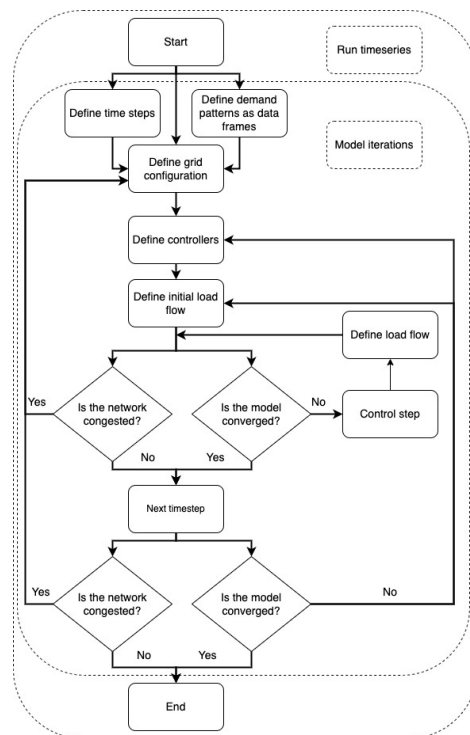 Start
Run timeseries
Define time steps
Define demand
patterns as data
frames
Model iterations
Define grid
configuration
Define controllers
Define initial load
flow
Define load flow
Yes
Is the network
congested?
Is the model
converged?
No
Control step
No
Yes
Next timestep
Yes
Is the network
congested?
Is the model
converged?
No
No
Yes
End